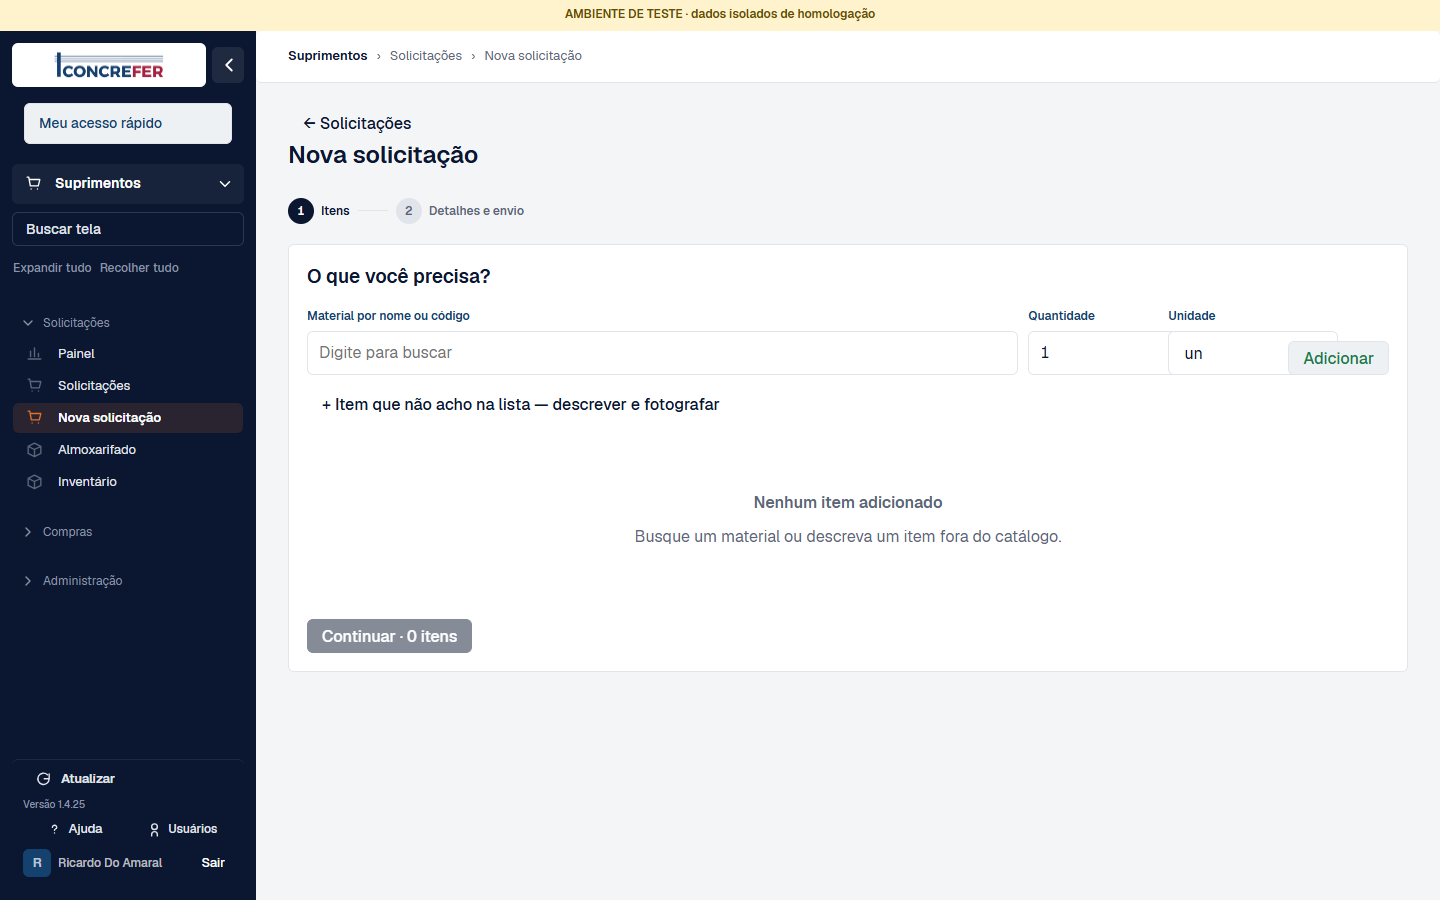 AMBIENTE DE TESTE · dados isolados de homologação
CONCREFER
Meu acesso rápido
Suprimentos
Buscar tela
Expandir tudo Recolher tudo
Solicitações
Painel
Solicitações
Nova solicitação
Almoxarifado
Inventário
Compras
Administração
Atualizar
Versão 1.4.25
? Ajuda Usuários
R Ricardo Do Amaral Sair
Suprimentos › Solicitações › Nova solicitação
← Solicitações
Nova solicitação
1 Itens 2 Detalhes e envio
O que você precisa?
Material por nome ou código Quantidade Unidade
Digite para buscar 1 un Adicionar
+ Item que não acho na lista — descrever e fotografar
Nenhum item adicionado
Busque um material ou descreva um item fora do catálogo.
Continuar · 0 itens